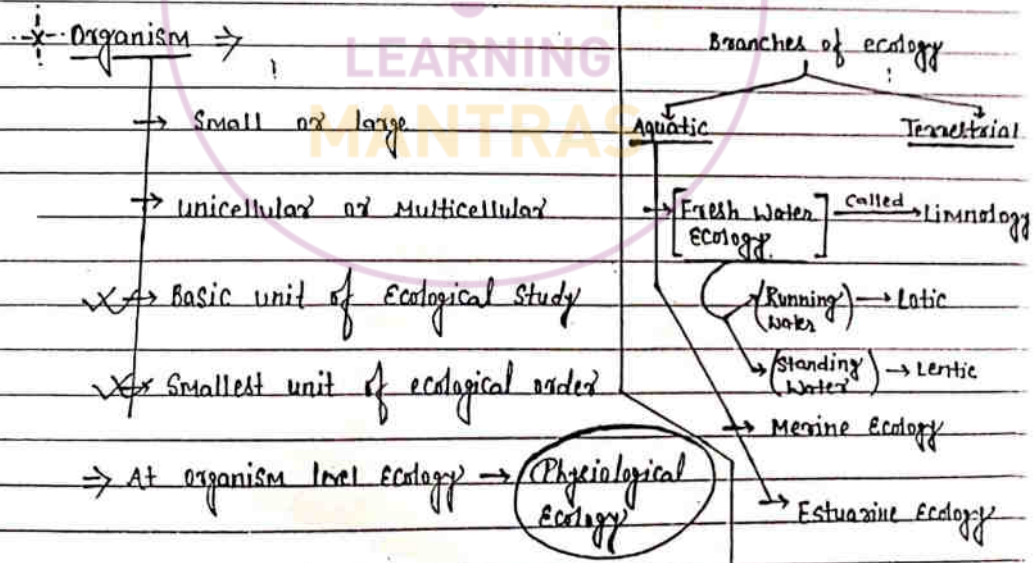 Organism ⇒
→ Small or large
→ Unicellular or Multicellular
→ Basic unit of Ecological Study
→ Smallest unit of ecological order
⇒ At organism level Ecology → Physiological
Ecology
Branches of ecology
Aquatic
Terrestrial
→ [Fresh Water Ecology.] called → Limnology
(Running Water) → Lotic
(Standing Water) → Lentic
→ Merine Ecology
→ Estuarine Ecology
LEARNING
MANTRAS